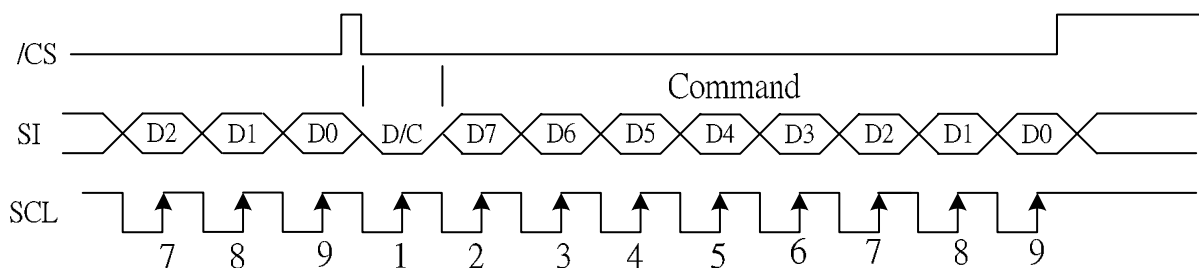 /CS
Command
SI D2 D1 D0 D/C D7 D6 D5 D4 D3 D2 D1 D0
SCL
7 8 9 1 2 3 4 5 6 7 8 9